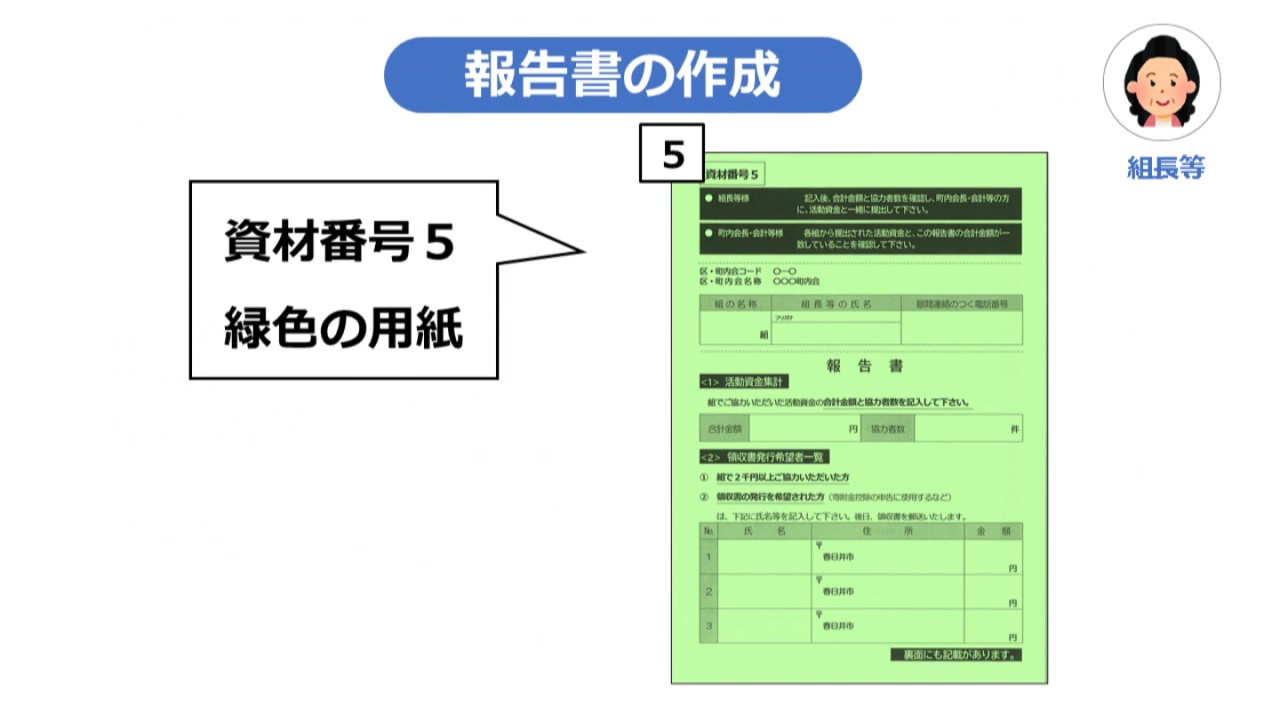 報告書の作成
組長等
資材番号５
緑色の用紙
5
資材番号５
● 組長等様 記入後、合計金額と協力者数を確認し、町内会長・会計等の方
に、活動資金と一緒に提出して下さい。
● 町内会長・会計等様 各組から提出された活動資金と、この報告書の合計金額が一
致していることを確認して下さい。
区・町内会コード ○－○
区・町内会名称 ○○○町内会
組の名称 組長等の氏名 昼間連絡のつく電話番号
フリガナ
組
報 告 書
<1> 活動資金集計
組でご協力いただいた活動資金の合計金額と協力者数を記入して下さい。
合計金額 円 協力者数 件
<2> 領収書発行希望者一覧
① 組で２千円以上ご協力いただいた方
② 領収書の発行を希望された方（寄附金控除の申告に使用するなど）
は、下記に氏名等を記入して下さい。後日、領収書を郵送いたします。
No. 氏 名 住 所 金 額
1 〒 春日井市 円
2 〒 春日井市 円
3 〒 春日井市 円
裏面にも記載があります。